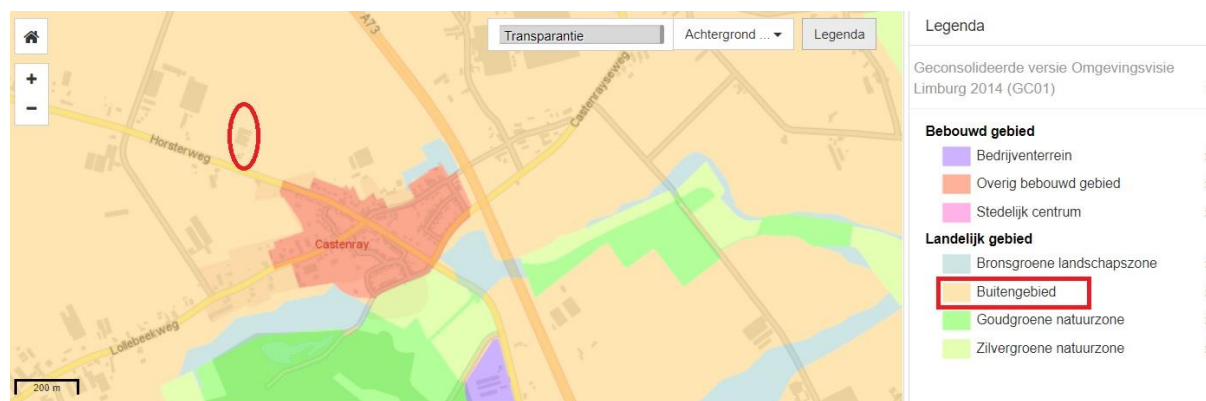 A73
Transparantie
Achtergrond ...
Legenda
Horsterweg
Castenrayseweg
Castenray
Lollebeekweg
200 m
Legenda
Geconsolideerde versie Omgevingsvisie
Limburg 2014 (GC01)
Bebouwd gebied
Bedrijventerrein
Overig bebouwd gebied
Stedelijk centrum
Landelijk gebied
Bronsgroene landschapszone
Buitengebied
Goudgroene natuurzone
Zilvergroene natuurzone